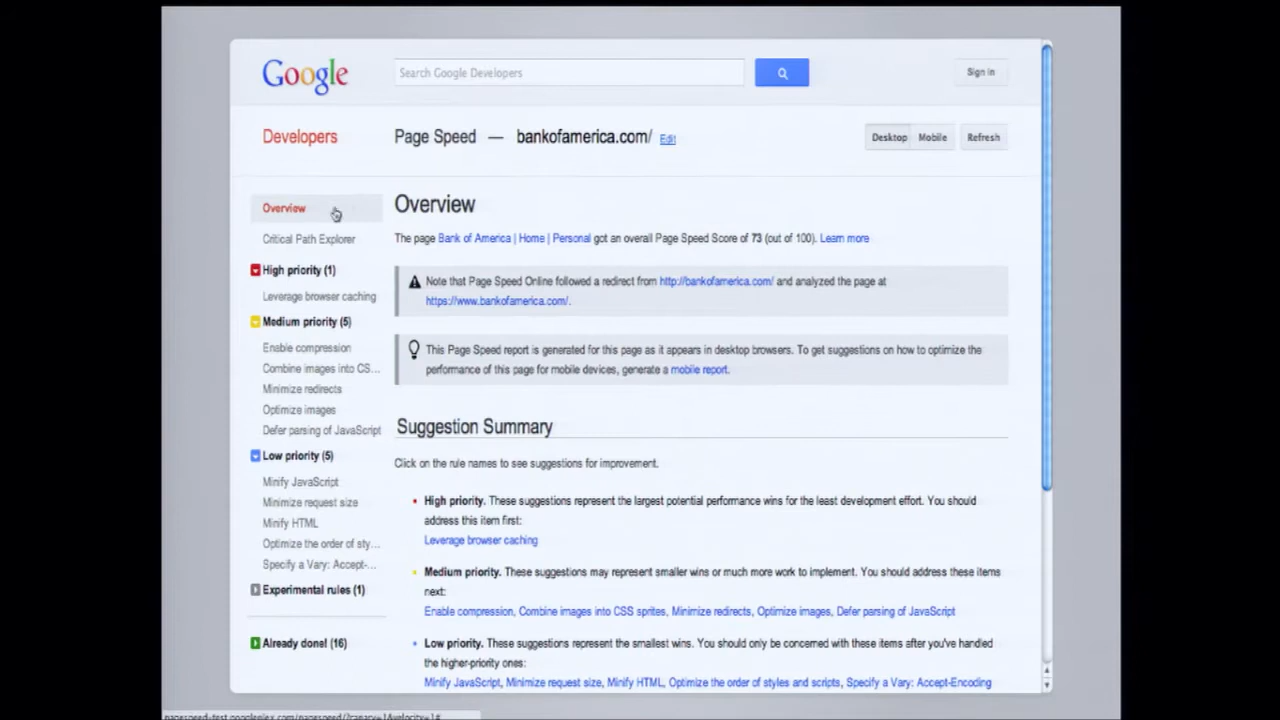 Google
Search Google Developers
Sign in
Developers
Page Speed — bankofamerica.com/ Edit
Desktop Mobile Refresh
Overview
Critical Path Explorer
High priority (1)
Leverage browser caching
Medium priority (5)
Enable compression
Combine images into CS...
Minimize redirects
Optimize images
Defer parsing of JavaScript
Low priority (5)
Minify JavaScript
Minimize request size
Minify HTML
Optimize the order of sty...
Specify a Vary: Accept-...
Experimental rules (1)
Already done! (16)
Overview
The page Bank of America | Home | Personal got an overall Page Speed Score of 73 (out of 100). Learn more
Note that Page Speed Online followed a redirect from http://bankofamerica.com/ and analyzed the page at
https://www.bankofamerica.com/.
This Page Speed report is generated for this page as it appears in desktop browsers. To get suggestions on how to optimize the
performance of this page for mobile devices, generate a mobile report.
Suggestion Summary
Click on the rule names to see suggestions for improvement.
High priority. These suggestions represent the largest potential performance wins for the least development effort. You should
address this item first:
Leverage browser caching
Medium priority. These suggestions may represent smaller wins or much more work to implement. You should address these items
next:
Enable compression, Combine images into CSS sprites, Minimize redirects, Optimize images, Defer parsing of JavaScript
Low priority. These suggestions represent the smallest wins. You should only be concerned with these items after you've handled
the higher-priority ones:
Minify JavaScript, Minimize request size, Minify HTML, Optimize the order of styles and scripts, Specify a Vary: Accept-Encoding